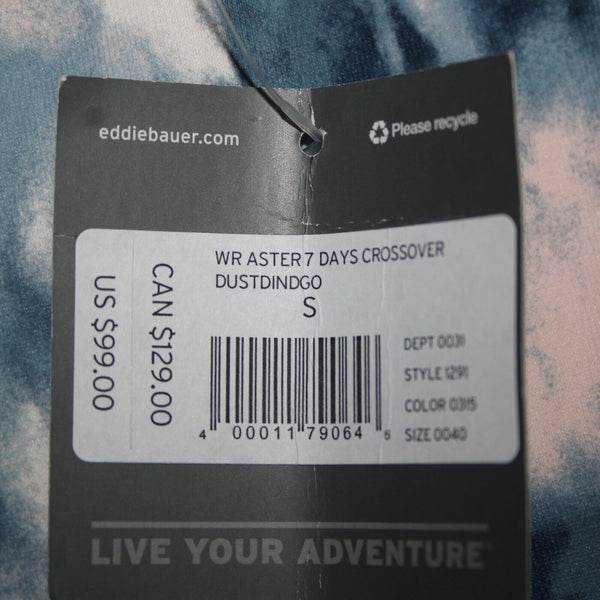 eddiebauer.com
Please recycle
WR ASTER 7 DAYS CROSSOVER
DUSTDINDGO
S
CAN $129.00
US $99.00
DEPT 0031
STYLE 1291
COLOR 0315
SIZE 0040
4 00011 79064 6
LIVE YOUR ADVENTURE